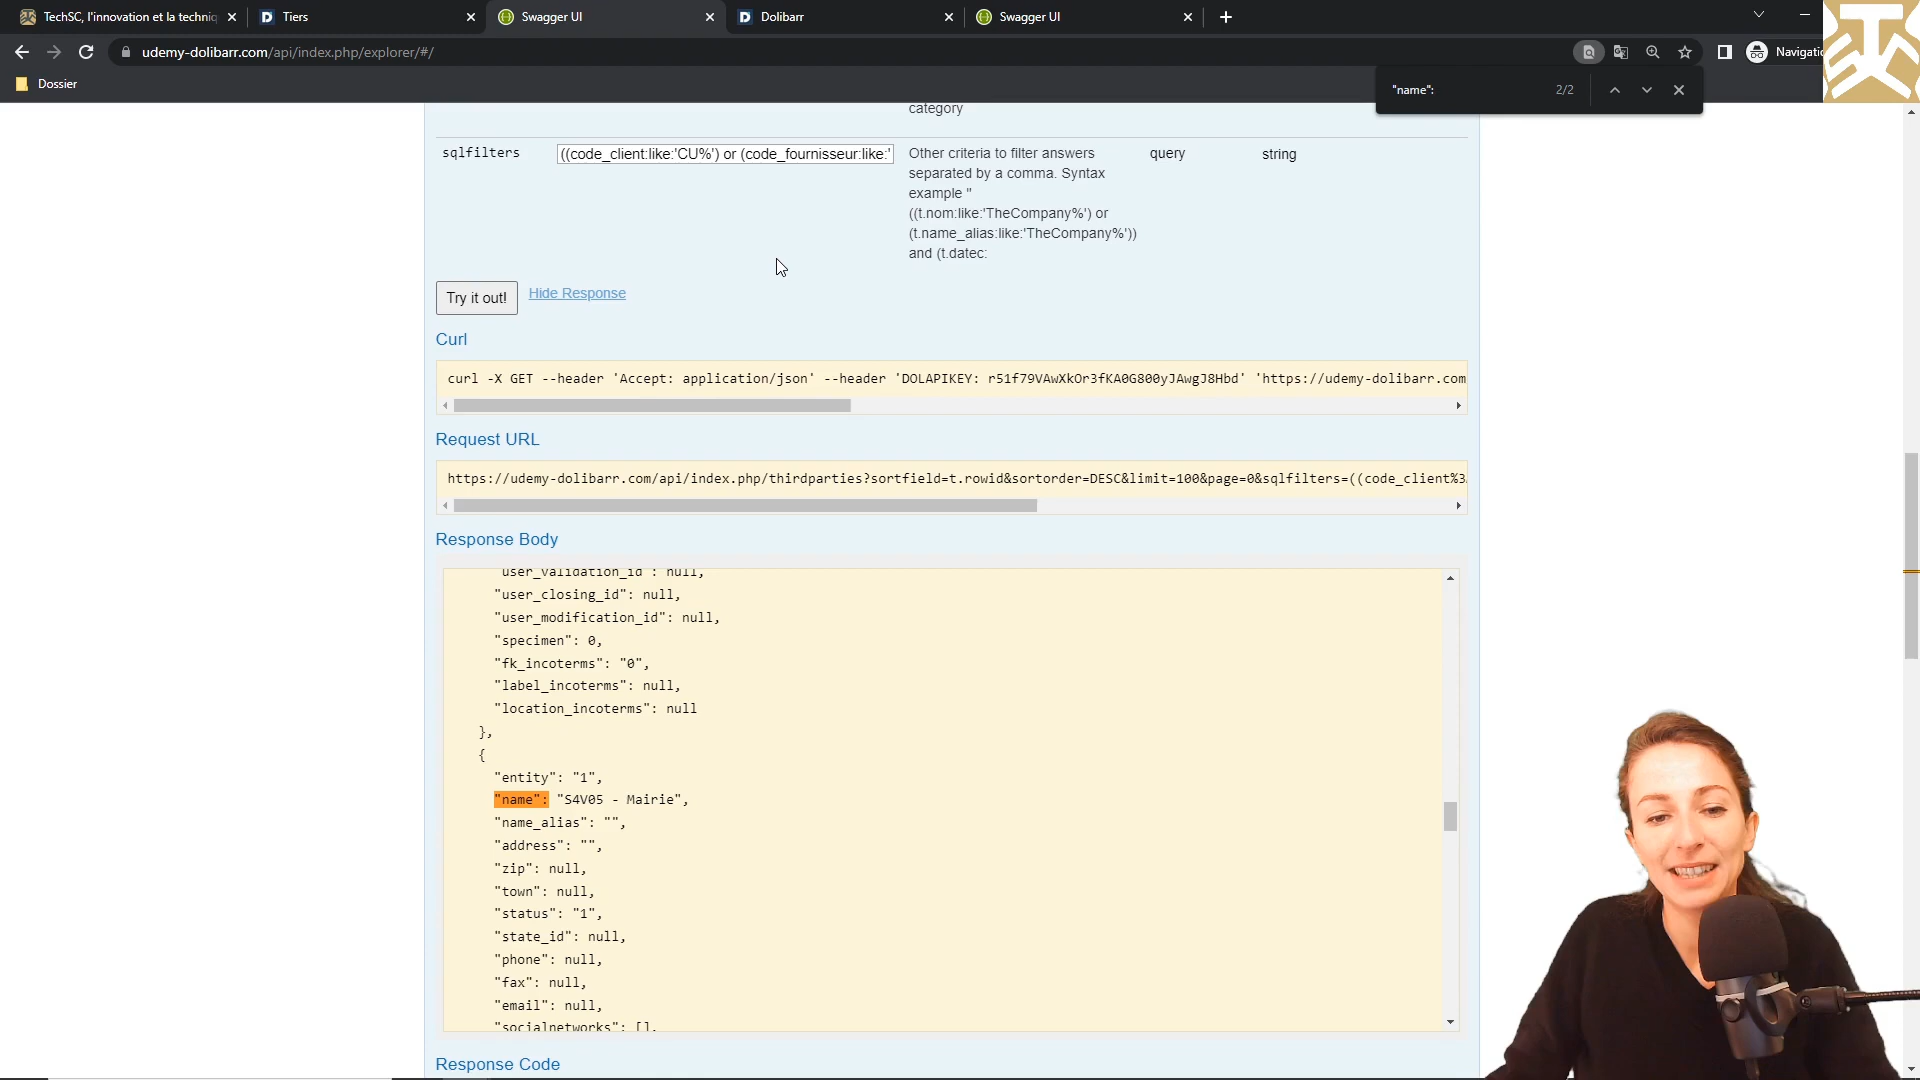 TechSC, l'innovation et la techniq
Tiers
Swagger UI
Dolibarr
Swagger UI
udemy-dolibarr.com/api/index.php/explorer/#/
Navigatio
Dossier
"name":
2/2
category
sqlfilters
((code_client:like:'CU%') or (code_fournisseur:like:'
Other criteria to filter answers
query
string
separated by a comma. Syntax
example "
((t.nom:like:'TheCompany%') or
(t.name_alias:like:'TheCompany%'))
and (t.datec:
Try it out!
Hide Response
Curl
curl -X GET --header 'Accept: application/json' --header 'DOLAPIKEY: r51f79VAwXkOr3fKA0G800yJAwgJ8Hbd' 'https://udemy-dolibarr.com
Request URL
https://udemy-dolibarr.com/api/index.php/thirdparties?sortfield=t.rowid&sortorder=DESC&limit=100&page=0&sqlfilters=((code_client%3
Response Body
"user_validation_id": null,
"user_closing_id": null,
"user_modification_id": null,
"specimen": 0,
"fk_incoterms": "0",
"label_incoterms": null,
"location_incoterms": null
},
{
"entity": "1",
"name": "S4V05 - Mairie",
"name_alias": "",
"address": "",
"zip": null,
"town": null,
"status": "1",
"state_id": null,
"phone": null,
"fax": null,
"email": null,
"socialnetworks": [],
Response Code